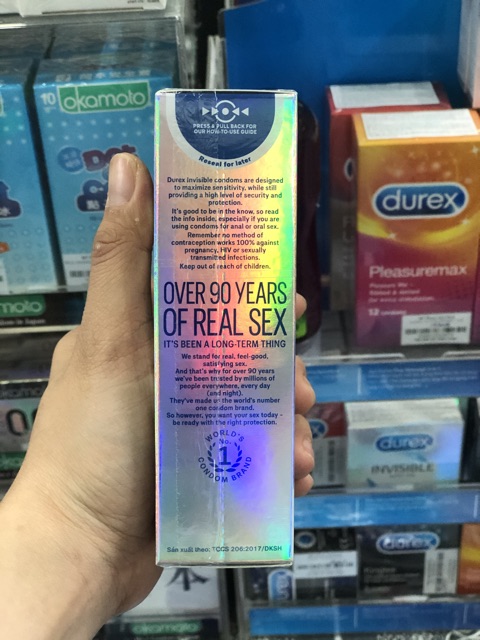 PRESS & PULL BACK FOR
OUR HOW-TO-USE GUIDE
Reseal for later
Durex Invisible condoms are designed
to maximize sensitivity, while still
providing a high level of security and
protection.
It's good to be in the know, so read
the info inside, especially if you are
using condoms for anal or oral sex.
Remember no method of
contraception works 100% against
pregnancy, HIV or sexually
transmitted infections.
Keep out of reach of children.
OVER 90 YEARS
OF REAL SEX
IT'S BEEN A LONG-TERM THING
We stand for real, feel-good,
satisfying sex.
And that's why for over 90 years
we've been trusted by millions of
people everywhere, every day
(and night).
They've made us the world's number
one condom brand.
So however, you want your sex today -
be ready with the right protection.
WORLD'S
No.
1
CONDOM BRAND
Sản xuất theo: TCCS 206:2017/DKSH
10
okamoto
Dot
durex
Pleasuremax
12 condoms
durex
INVISIBLE
durex
okamoto